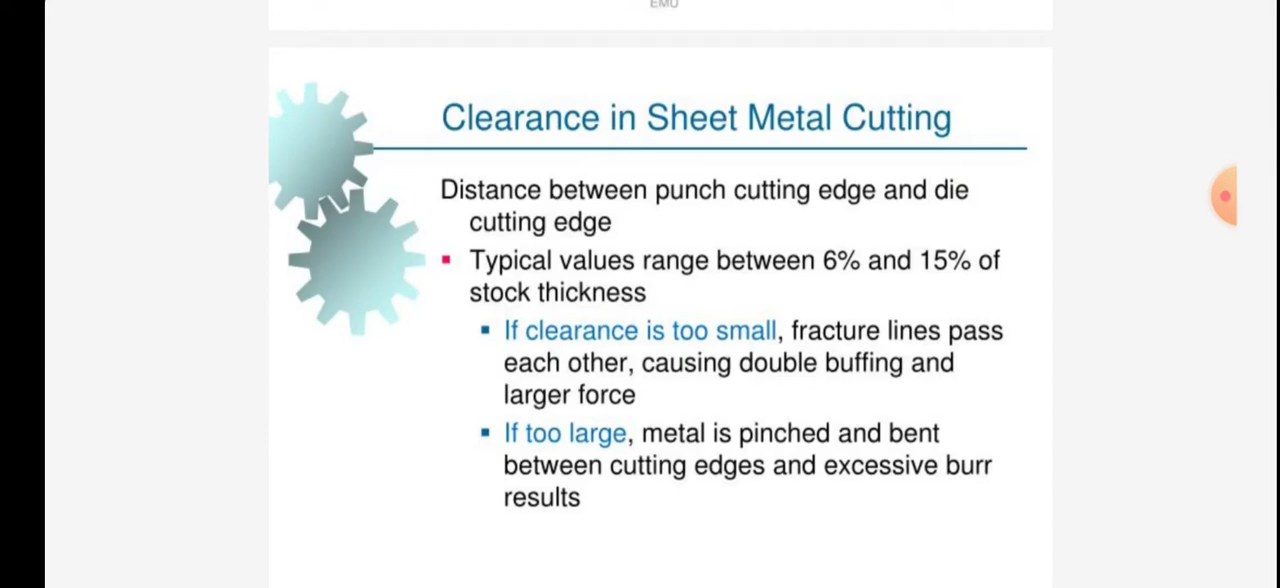 EMU
Clearance in Sheet Metal Cutting
Distance between punch cutting edge and die
cutting edge
Typical values range between 6% and 15% of
stock thickness
If clearance is too small, fracture lines pass
each other, causing double buffing and
larger force
If too large, metal is pinched and bent
between cutting edges and excessive burr
results